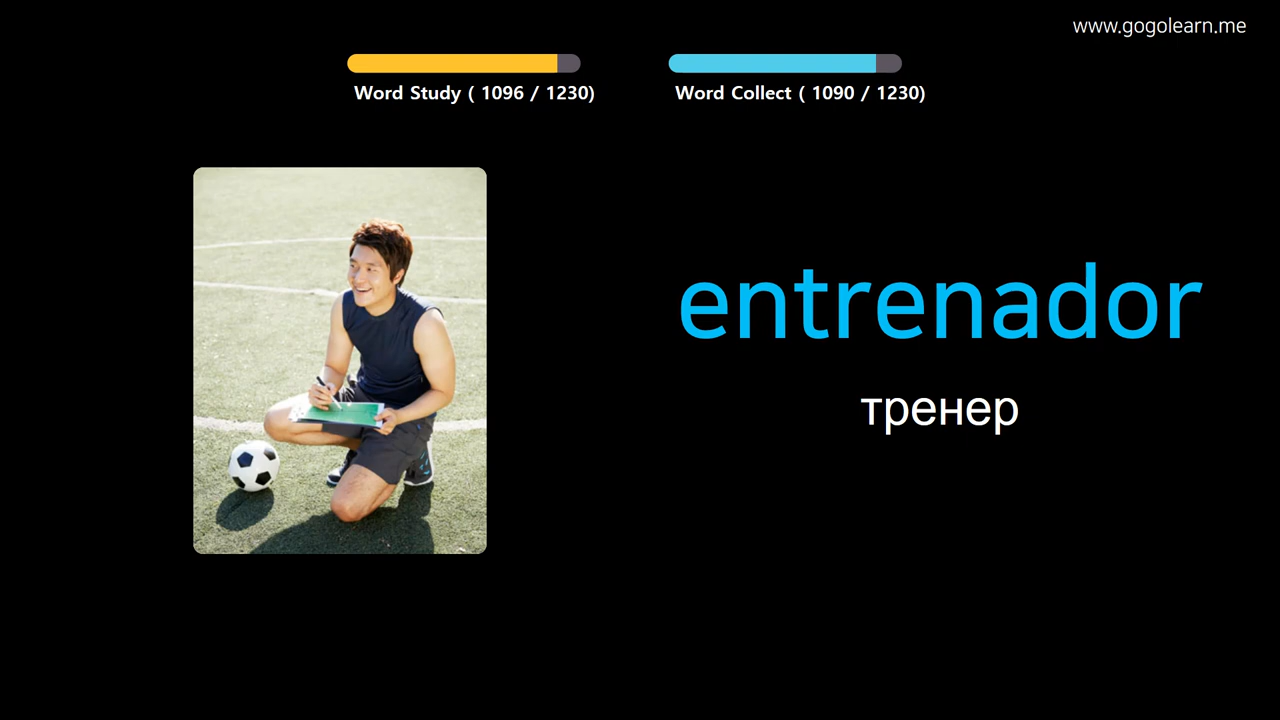 www.gogolearn.me
Word Study ( 1096 / 1230)
Word Collect ( 1090 / 1230)
entrenador
тренер